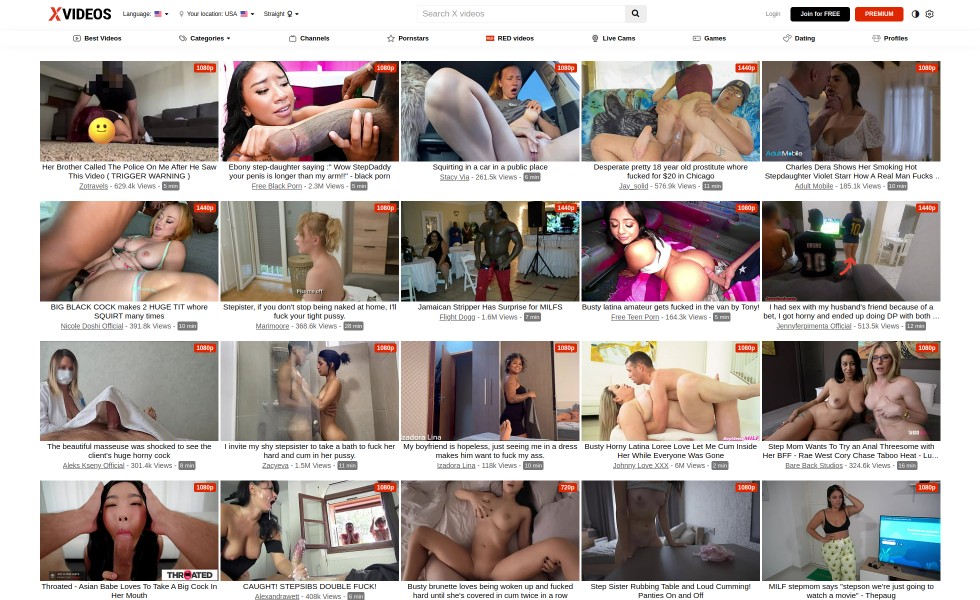 XVIDEOS
Language:
Your location: USA
Straight
Search X videos
Login
Join for FREE
PREMIUM
Best Videos
Categories
Channels
Pornstars
RED videos
Live Cams
Games
Dating
Profiles
1080p
1080p
1080p
1440p
1080p
AdultMobile
Her Brother Called The Police On Me After He Saw
This Video ( TRIGGER WARNING )
Zotravels - 629.4k Views - 5 min
Ebony step-daughter saying :" Wow StepDaddy
your penis is longer than my arm!!" - black porn
Free Black Porn - 2.3M Views - 5 min
Squirting in a car in a public place
Stacy Via - 261.5k Views - 6 min
Desperate pretty 18 year old prostitute whore
fucked for $20 in Chicago
Jay_solid - 576.9k Views - 11 min
Charles Dera Shows Her Smoking Hot
Stepdaughter Violet Starr How A Real Man Fucks ..
Adult Mobile - 185.1k Views - 10 min
1440p
1080p
1440p
1080p
1440p
10
BIG BLACK COCK makes 2 HUGE TIT whore
SQUIRT many times
Nicole Doshi Official - 391.8k Views - 10 min
Stepsister, if you don't stop being naked at home, I'll
fuck your tight pussy.
Marimoore - 368.6k Views - 28 min
Jamaican Stripper Has Surprise for MILFS
Flight Dogg - 1.6M Views - 7 min
Busty latina amateur gets fucked in the van by Tony!
Free Teen Porn - 164.3k Views - 5 min
I had sex with my husband's friend because of a
bet, I got horny and ended up doing DP with both ...
Jennyferpimenta Official - 513.5k Views - 12 min
1080p
1080p
1080p
1080p
1080p
Izadora Lina
The beautiful masseuse was shocked to see the
client's huge horny cock
Aleks Kseny Official - 301.4k Views - 8 min
I invite my shy stepsister to take a bath to fuck her
hard and cum in her pussy.
Zacyeva - 1.5M Views - 11 min
My boyfriend is hopeless, just seeing me in a dress
makes him want to fuck my ass.
Izadora Lina - 118k Views - 10 min
Busty Horny Latina Loree Love Let Me Cum Inside
Her While Everyone Was Gone
Johnny Love XXX - 6M Views - 2 min
Step Mom Wants To Try an Anal Threesome with
Her BFF - Rae West Cory Chase Taboo Heat - Lu...
Bare Back Studios - 324.6k Views - 16 min
1080p
1080p
720p
1080p
1080p
THROATED
Throated - Asian Babe Loves To Take A Big Cock In
Her Mouth
CAUGHT! STEPSIBS DOUBLE FUCK!
Alexandrawett - 408k Views - 6 min
Busty brunette loves being woken up and fucked
hard until she's covered in cum twice in a row
Step Sister Rubbing Table and Loud Cumming!
Panties On and Off
MILF stepmom says "stepson we're just going to
watch a movie" - Thepaug